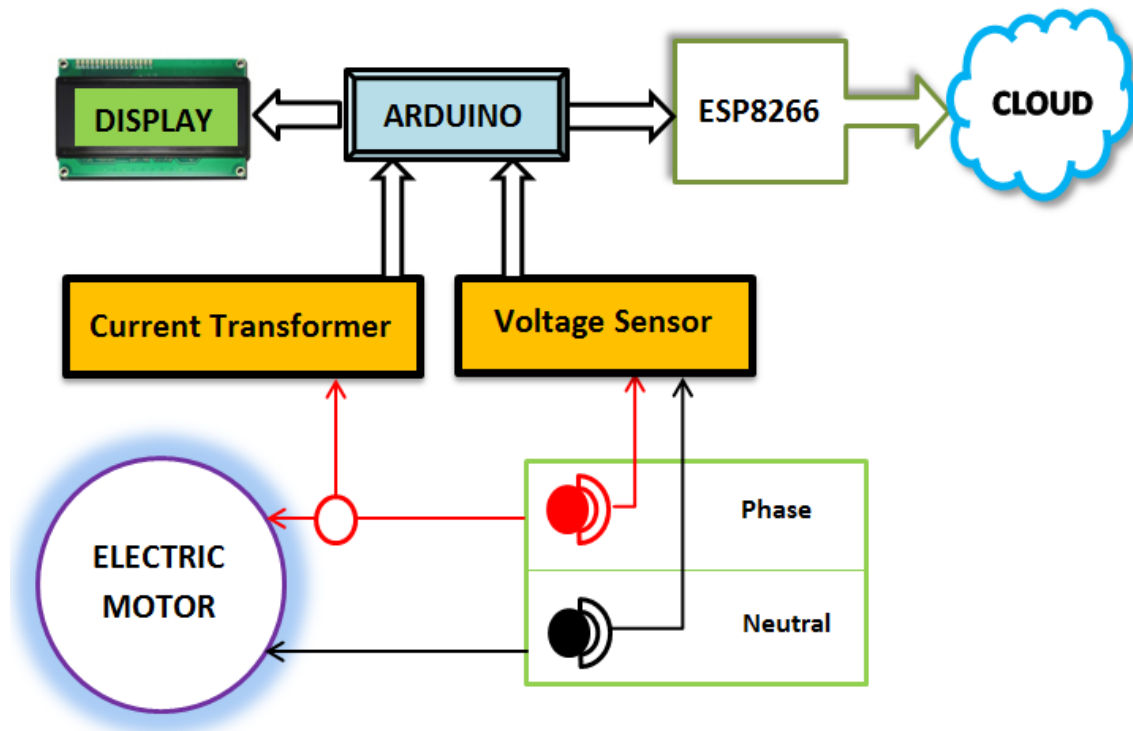 DISPLAY
ARDUINO
ESP8266
CLOUD
Current Transformer
Voltage Sensor
ELECTRIC
MOTOR
Phase
Neutral